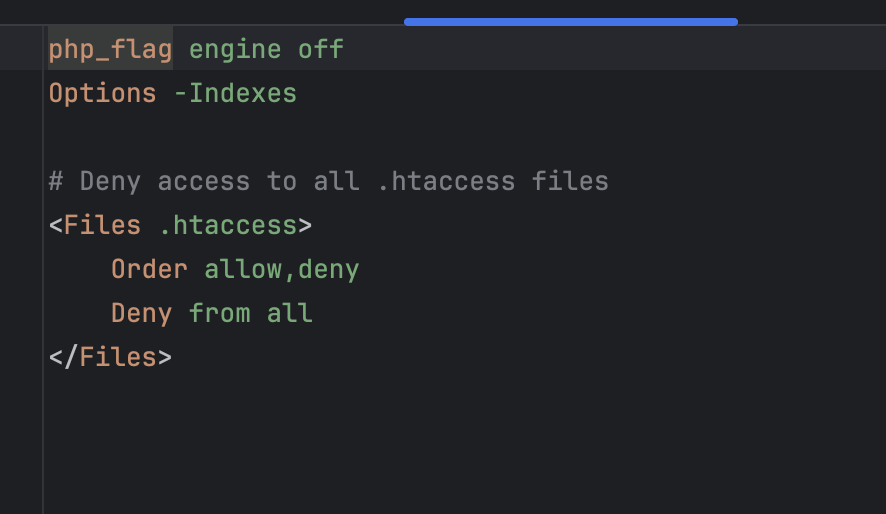 php_flag engine off
Options -Indexes
# Deny access to all .htaccess files
<Files .htaccess>
Order allow,deny
Deny from all
</Files>